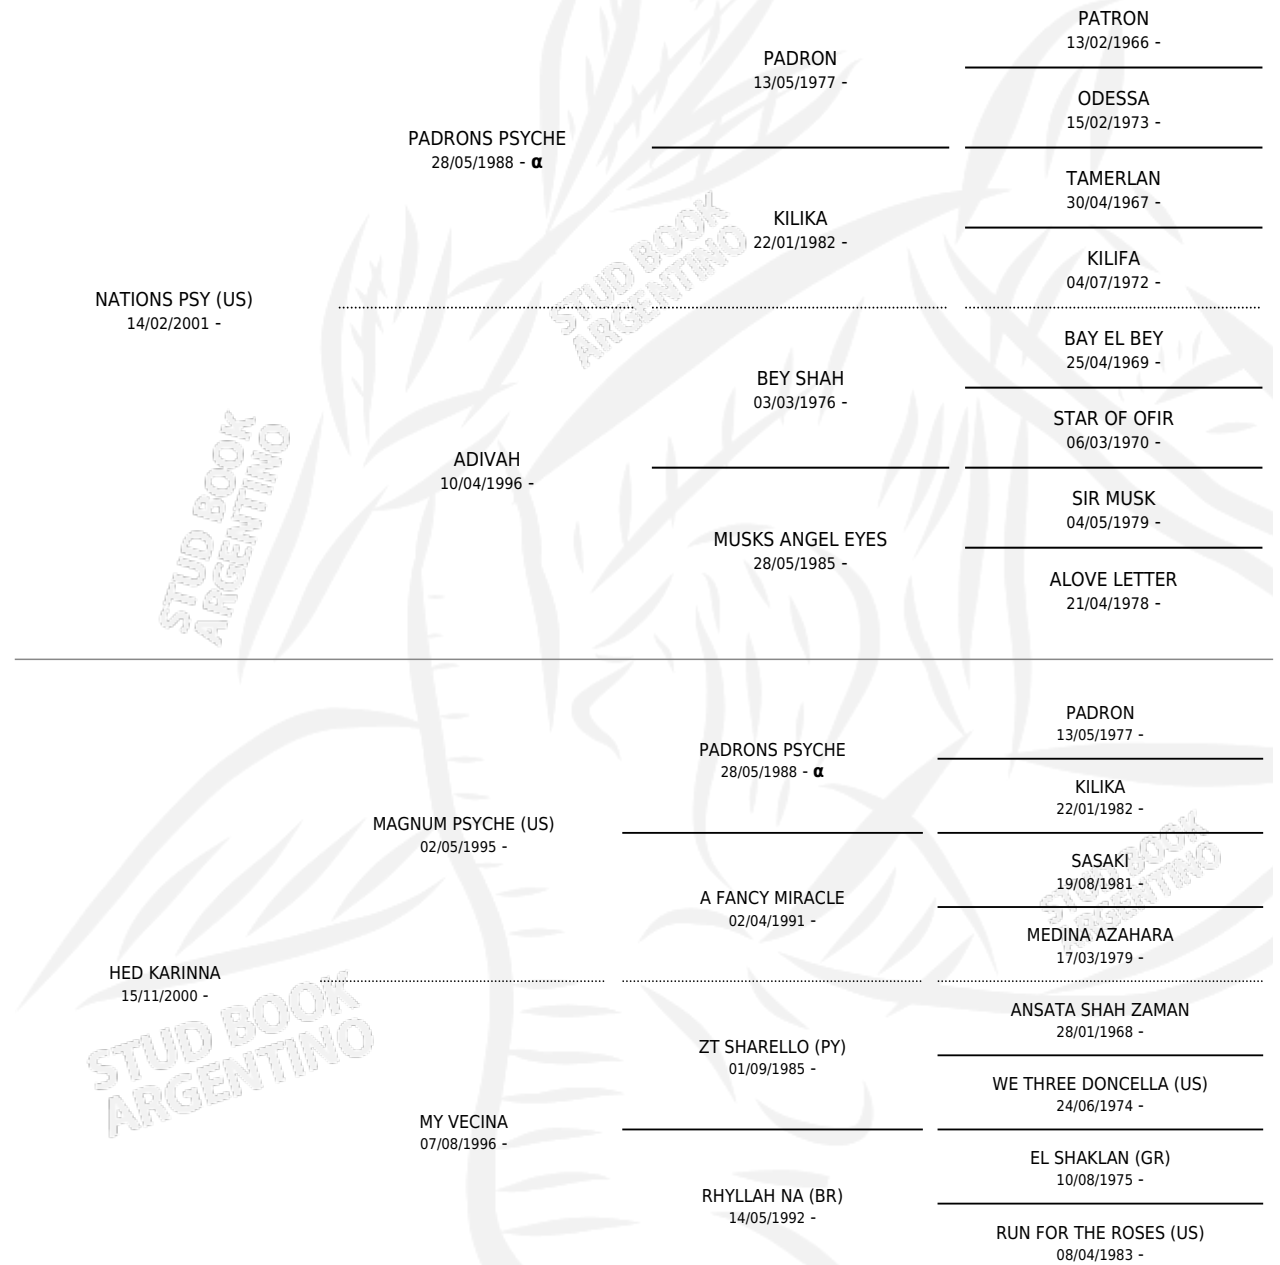 PATRON
13/02/1966 -
PADRON
13/05/1977 -
ODESSA
15/02/1973 -
PADRONS PSYCHE
28/05/1988 - α
TAMERLAN
30/04/1967 -
KILIKA
22/01/1982 -
KILIFA
04/07/1972 -
NATIONS PSY (US)
14/02/2001 -
BAY EL BEY
25/04/1969 -
BEY SHAH
03/03/1976 -
STAR OF OFIR
06/03/1970 -
ADIVAH
10/04/1996 -
SIR MUSK
04/05/1979 -
MUSKS ANGEL EYES
28/05/1985 -
ALOVE LETTER
21/04/1978 -
STUD BOOK
ARGENTINO
STUD BOOK
ARGENTINO
PADRON
13/05/1977 -
PADRONS PSYCHE
28/05/1988 - α
KILIKA
22/01/1982 -
MAGNUM PSYCHE (US)
02/05/1995 -
SASAKI
19/08/1981 -
A FANCY MIRACLE
02/04/1991 -
MEDINA AZAHARA
17/03/1979 -
HED KARINNA
15/11/2000 -
ANSATA SHAH ZAMAN
28/01/1968 -
ZT SHARELLO (PY)
01/09/1985 -
WE THREE DONCELLA (US)
24/06/1974 -
MY VECINA
07/08/1996 -
EL SHAKLAN (GR)
10/08/1975 -
RHYLLAH NA (BR)
14/05/1992 -
RUN FOR THE ROSES (US)
08/04/1983 -
STUD BOOK
ARGENTINO
STUD BOOK
ARGENTINO